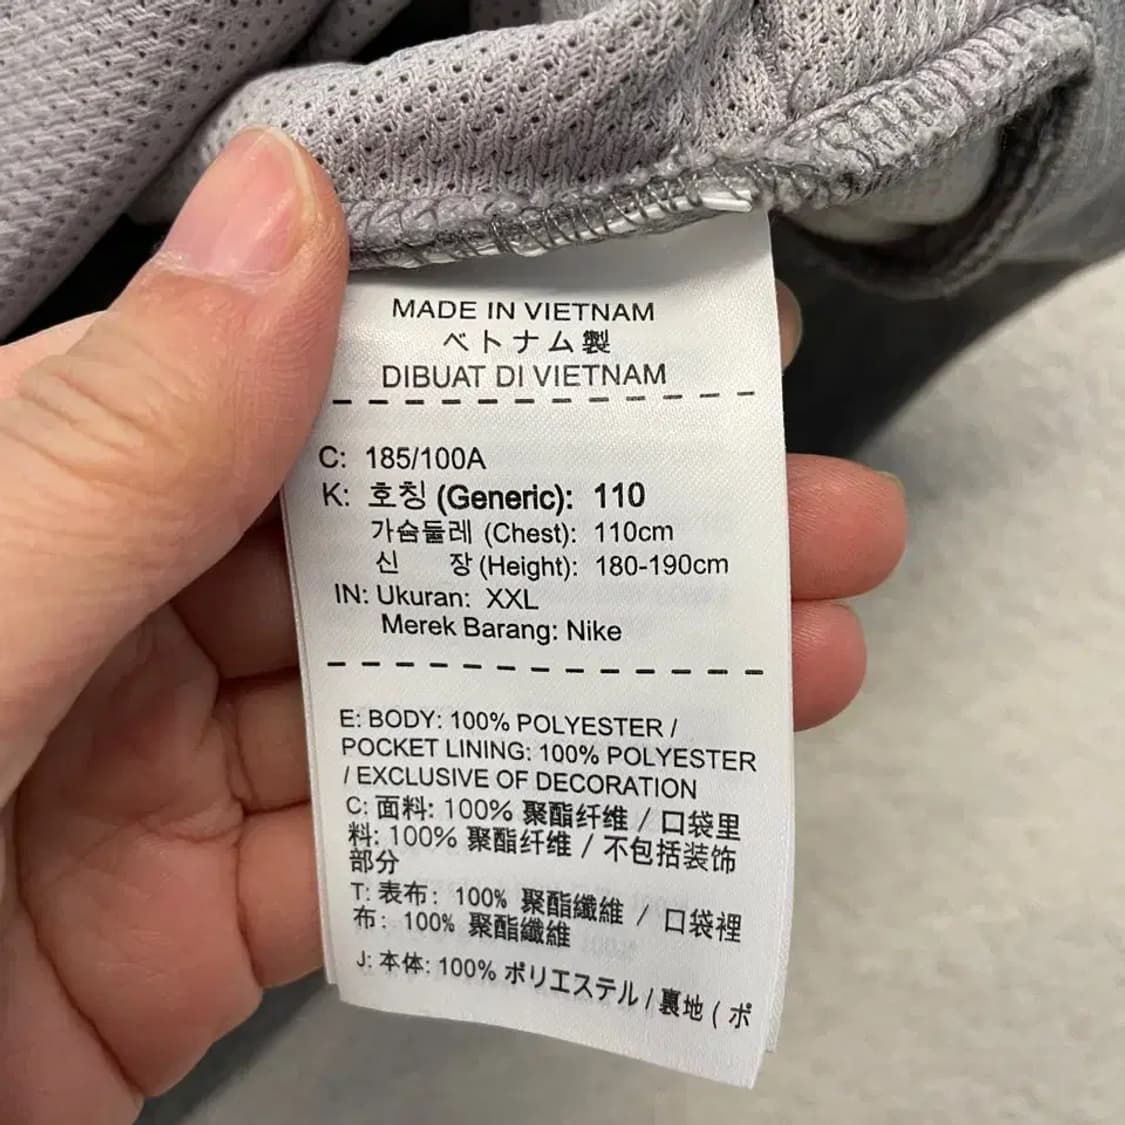 MADE IN VIETNAM
ベトナム製
DIBUAT DI VIETNAM
C: 185/100A
K: 호칭 (Generic): 110
가슴둘레 (Chest): 110cm
신 장 (Height): 180-190cm
IN: Ukuran: XXL
Merek Barang: Nike
E: BODY: 100% POLYESTER /
POCKET LINING: 100% POLYESTER
/ EXCLUSIVE OF DECORATION
C: 面料: 100% 聚酯纤维 / 口袋里
料: 100% 聚酯纤维 / 不包括装饰
部分
T: 表布: 100% 聚酯纖維 / 口袋裡
布: 100% 聚酯纖維
J: 本体: 100% ポリエステル / 裏地 ( ポ